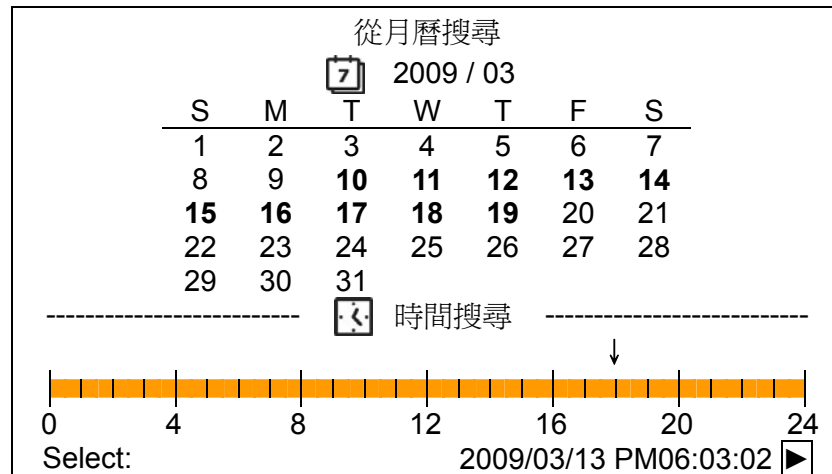 從月曆搜尋
7 2009 / 03
S M T W T F S
1 2 3 4 5 6 7
8 9 10 11 12 13 14
15 16 17 18 19 20 21
22 23 24 25 26 27 28
29 30 31
-------------------------- 時間搜尋 --------------------------
0 4 8 12 16 20 24
Select: 2009/03/13 PM06:03:02